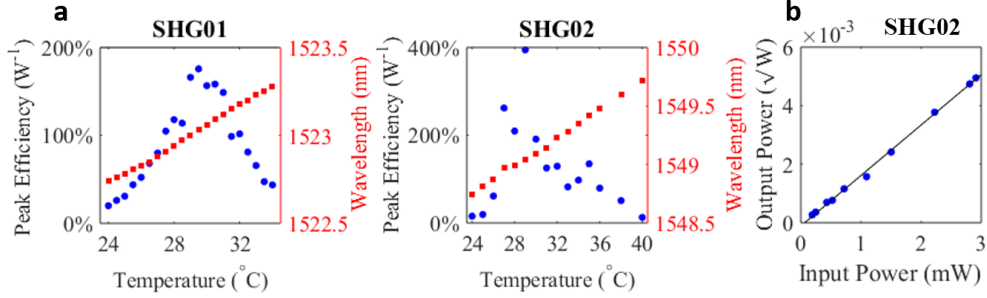 a
SHG01
200%
100%
0%
Peak Efficiency (W⁻¹)
24 28 32
Temperature (°C)
1523.5
1523
1522.5
Wavelength (nm)
SHG02
400%
200%
0%
Peak Efficiency (W⁻¹)
24 28 32 36 40
Temperature (°C)
1550
1549.5
1549
1548.5
Wavelength (nm)
b
×10⁻³ SHG02
6
4
2
0
Output Power (√W)
0 1 2 3
Input Power (mW)